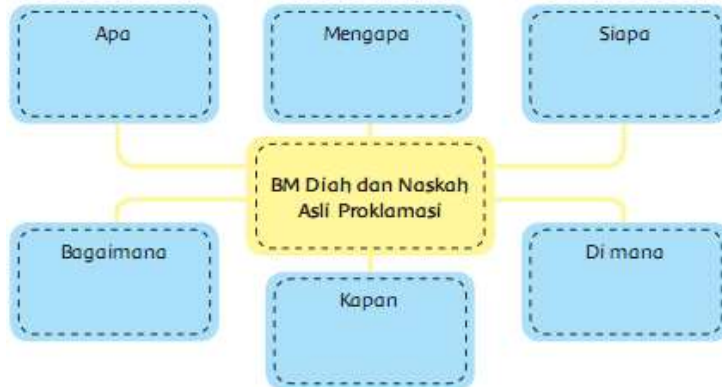 Apa
Mengapa
Siapa
BM Diah dan Naskah
Asli Proklamasi
Bagaimana
Kapan
Di mana